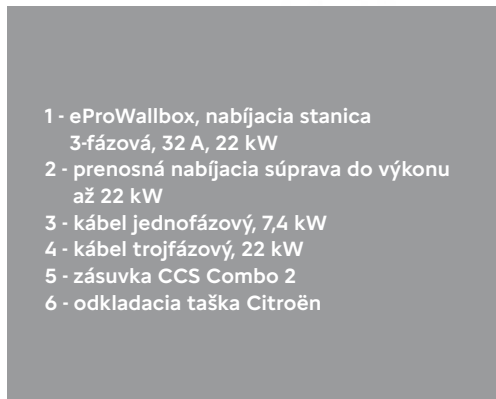 1 - eProWallbox, nabíjacia stanica
3-fázová, 32 A, 22 kW
2 - prenosná nabíjacia súprava do výkonu
až 22 kW
3 - kábel jednofázový, 7,4 kW
4 - kábel trojfázový, 22 kW
5 - zásuvka CCS Combo 2
6 - odkladacia taška Citroën